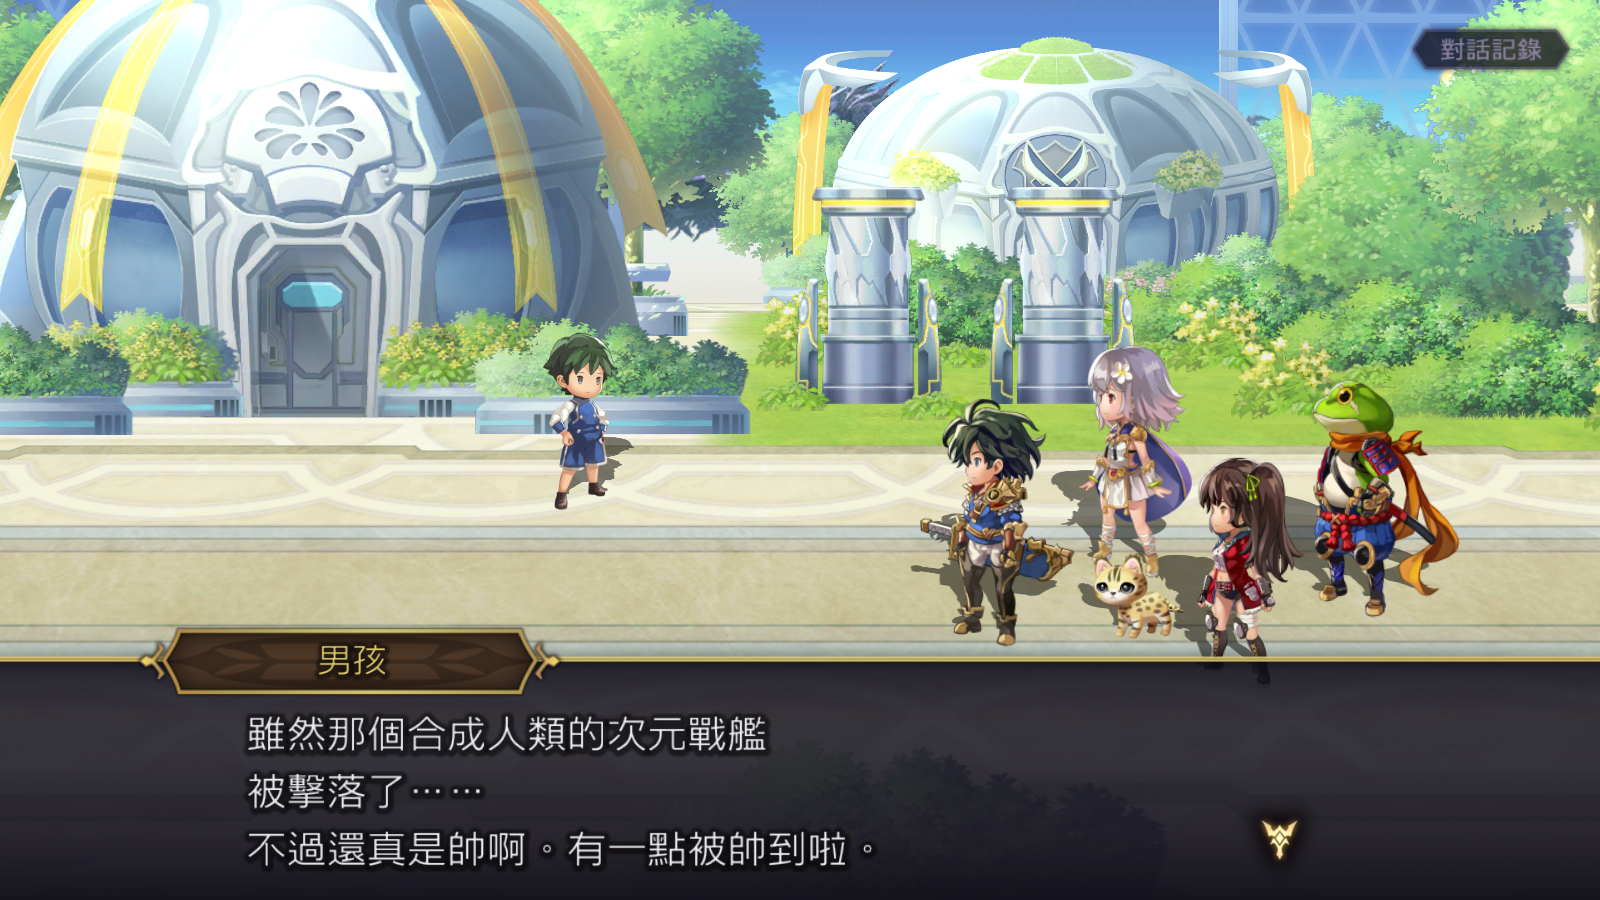 對話記錄
男孩
雖然那個合成人類的次元戰艦
被擊落了……
不過還真是帥啊。有一點被帥到啦。